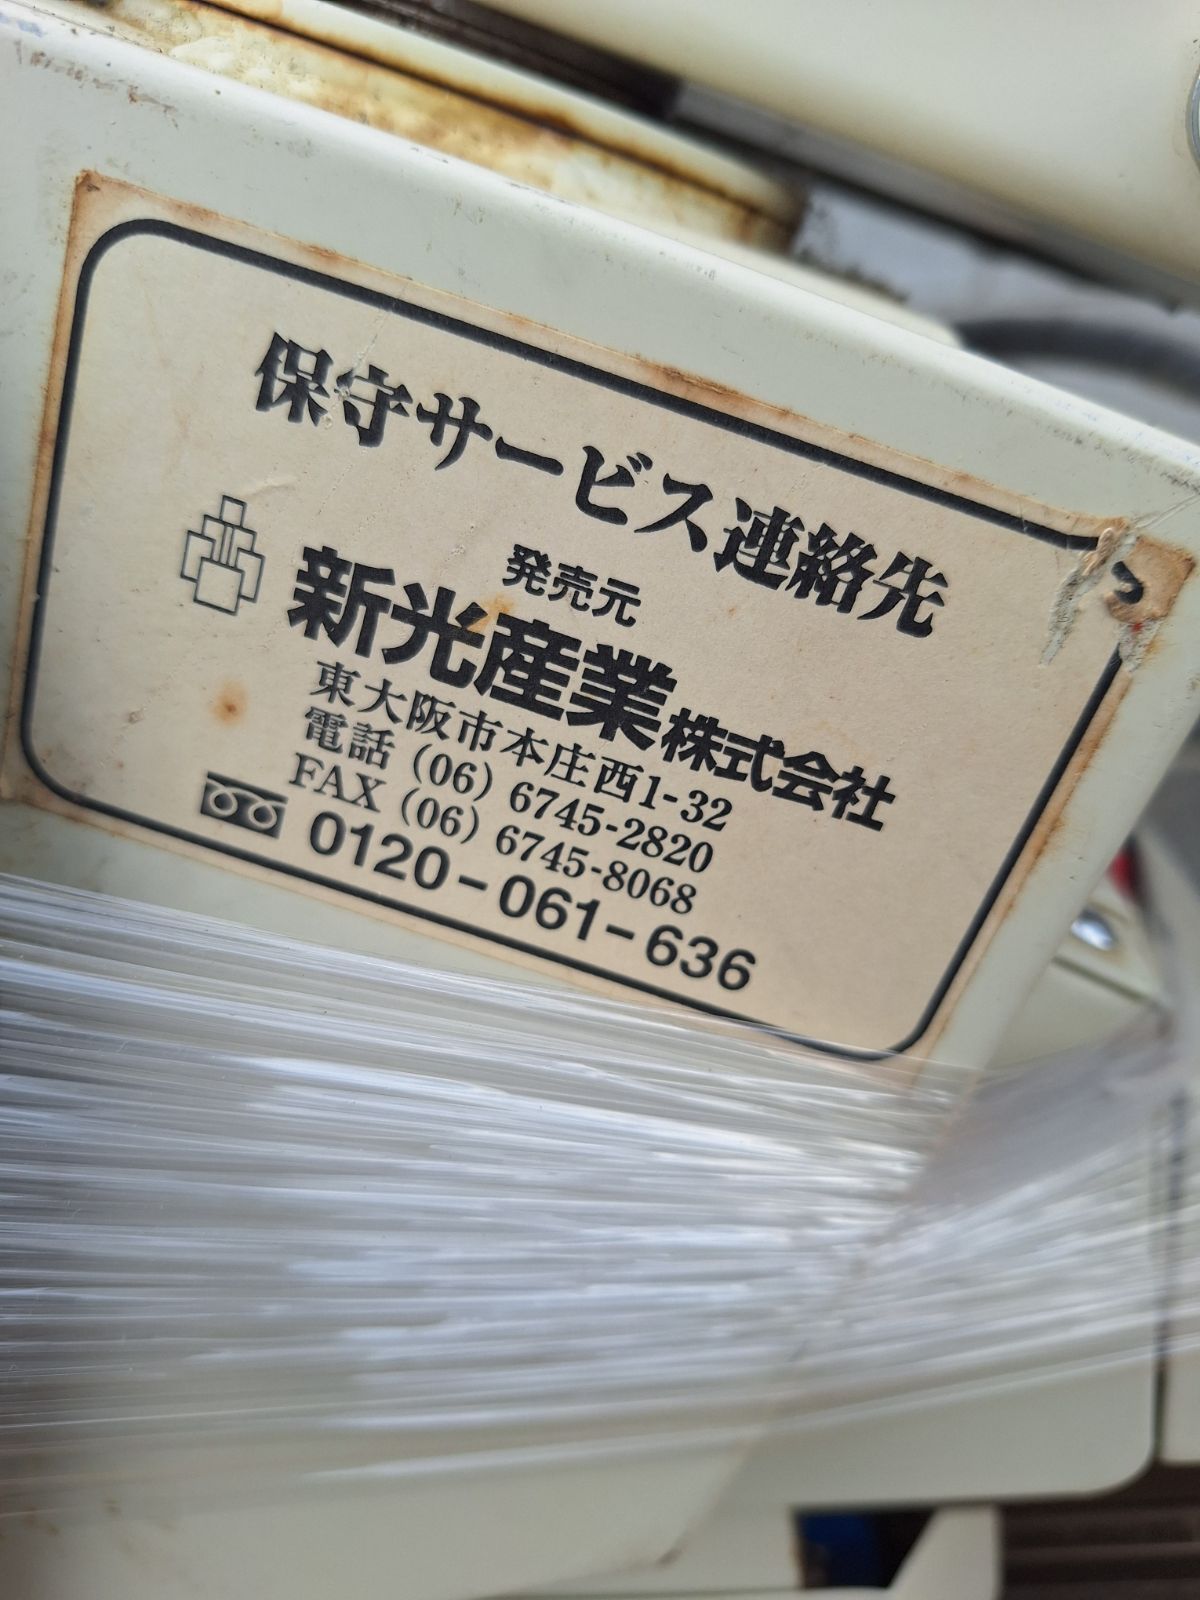 保守サービス連絡先
発売元
新光産業株式会社
東大阪市本庄西1-32
電話 (06) 6745-2820
FAX (06) 6745-8068
0120-061-636